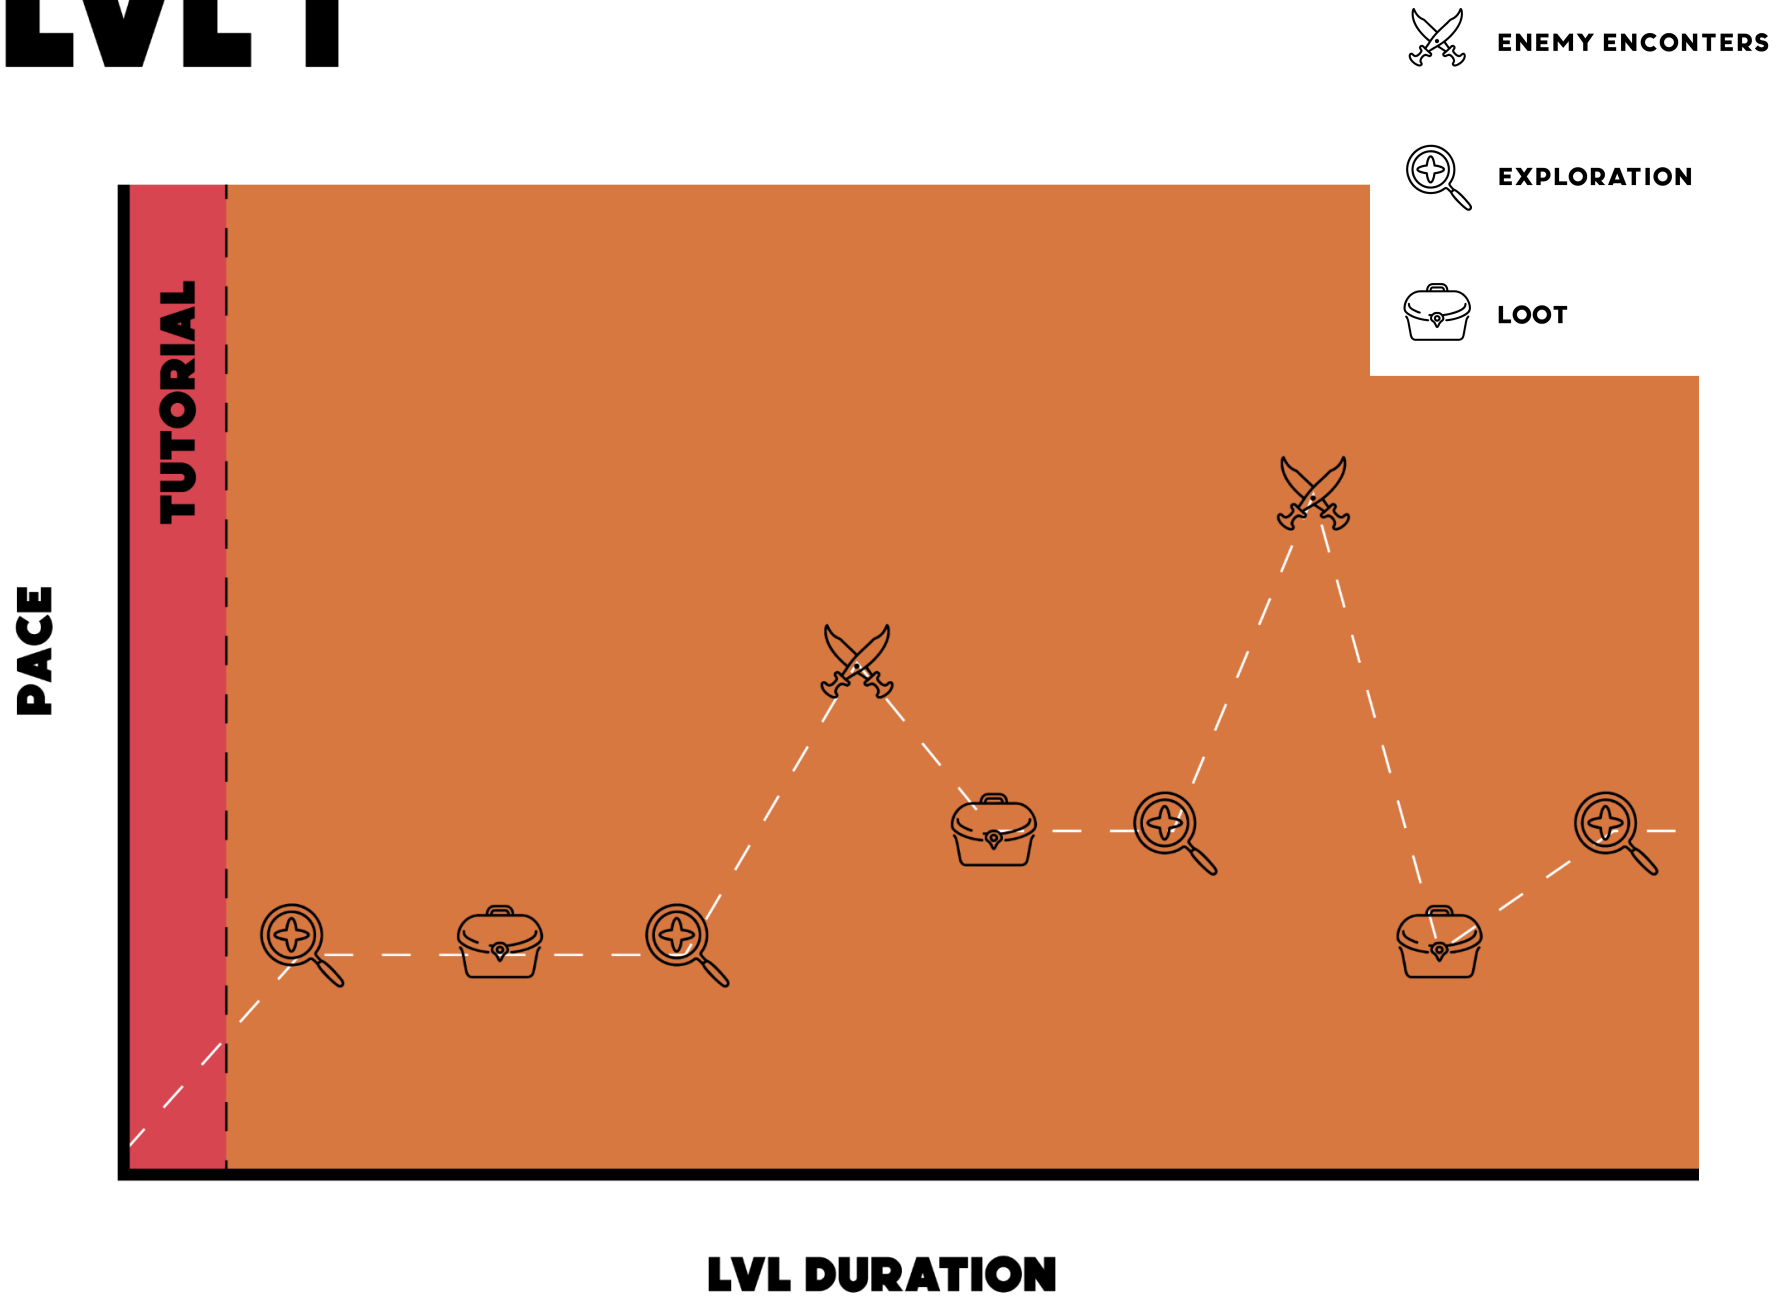 LVL 1
ENEMY ENCONTERS
EXPLORATION
LOOT
TUTORIAL
PACE
LVL DURATION